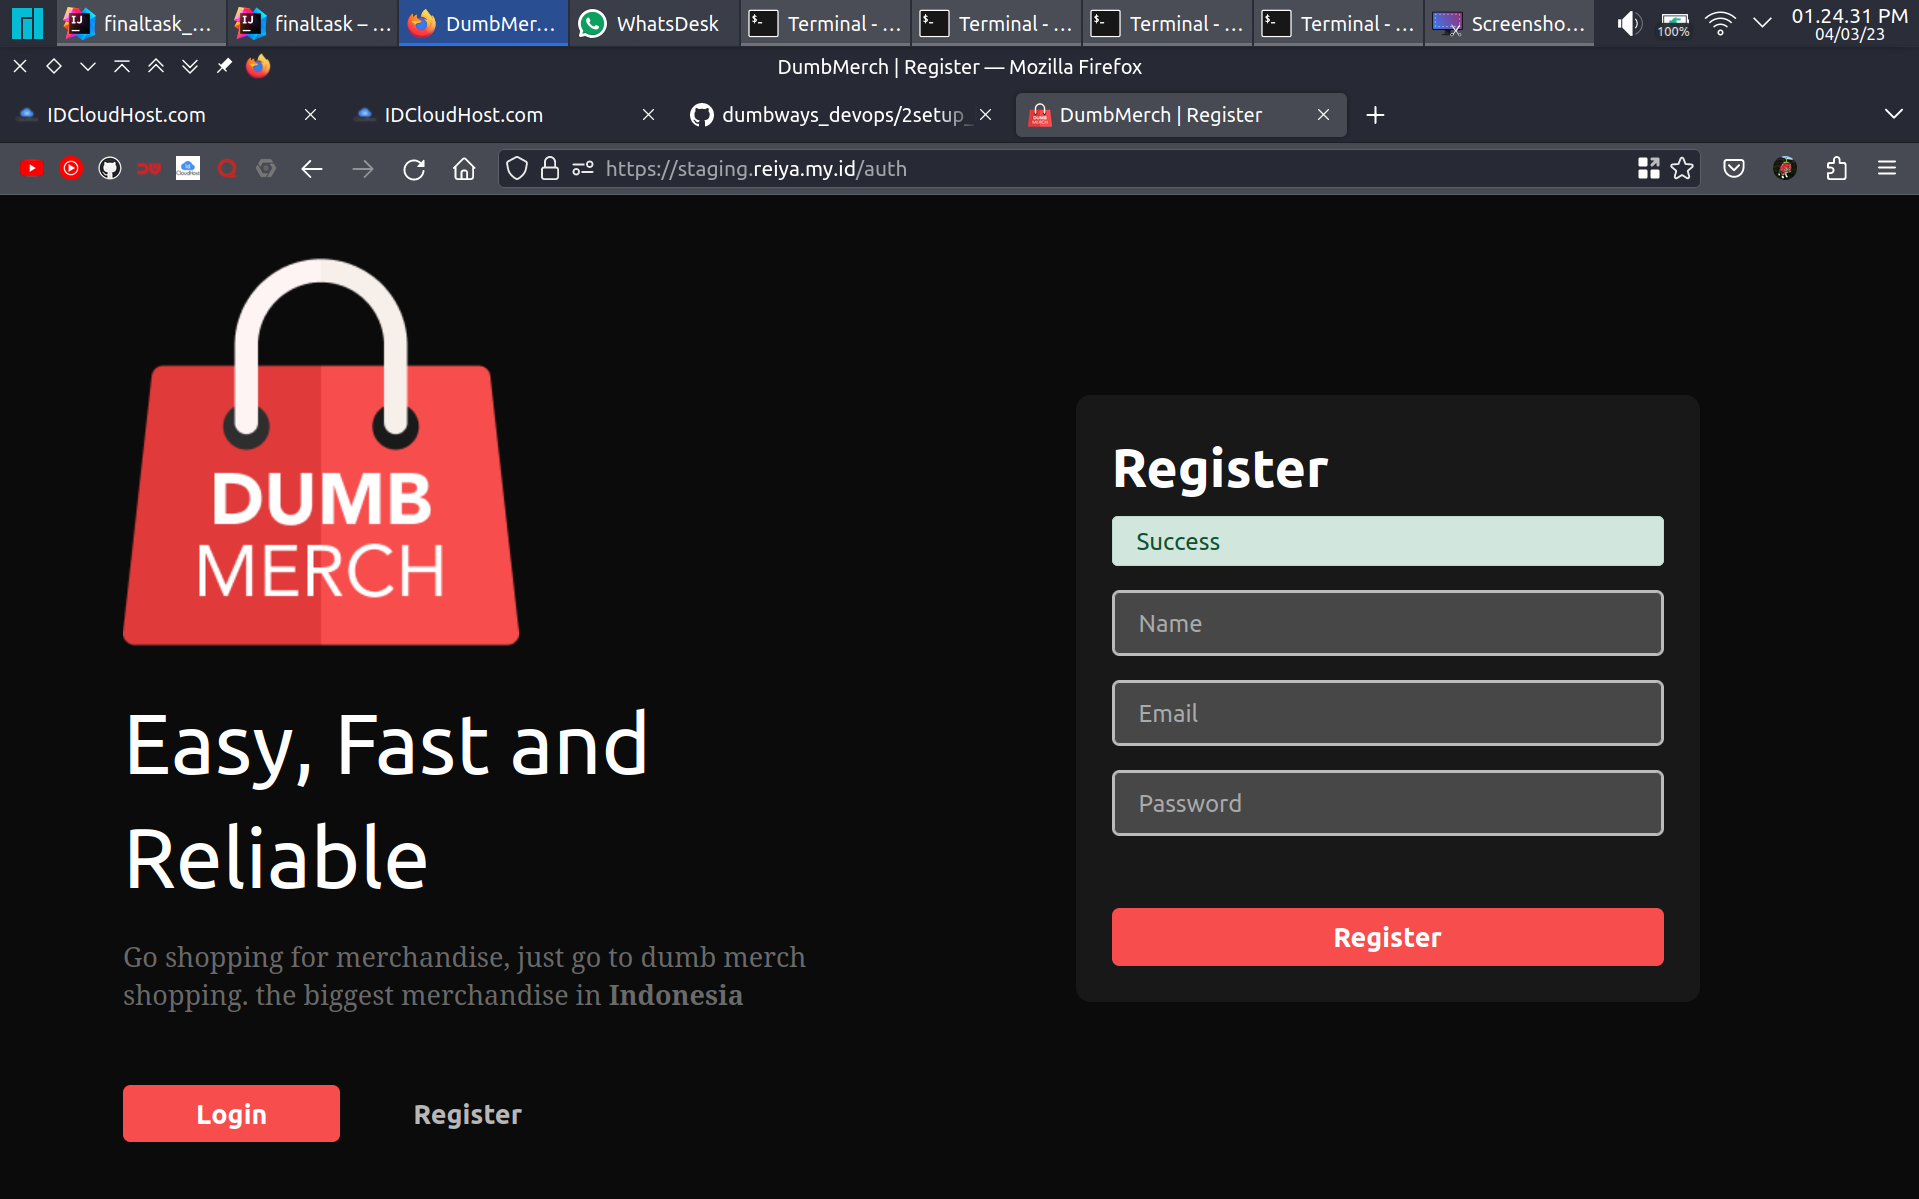 finaltask_...
finaltask – ...
DumbMer...
WhatsDesk
Terminal - ...
Terminal - ...
Terminal - ...
Terminal - ...
Screensho...
100%
01.24.31 PM
04/03/23
DumbMerch | Register — Mozilla Firefox
IDCloudHost.com
IDCloudHost.com
dumbways_devops/2setup_
DumbMerch | Register
https://staging.reiya.my.id/auth
DUMB
MERCH
Easy, Fast and
Reliable
Go shopping for merchandise, just go to dumb merch
shopping. the biggest merchandise in Indonesia
Login
Register
Register
Success
Name
Email
Password
Register